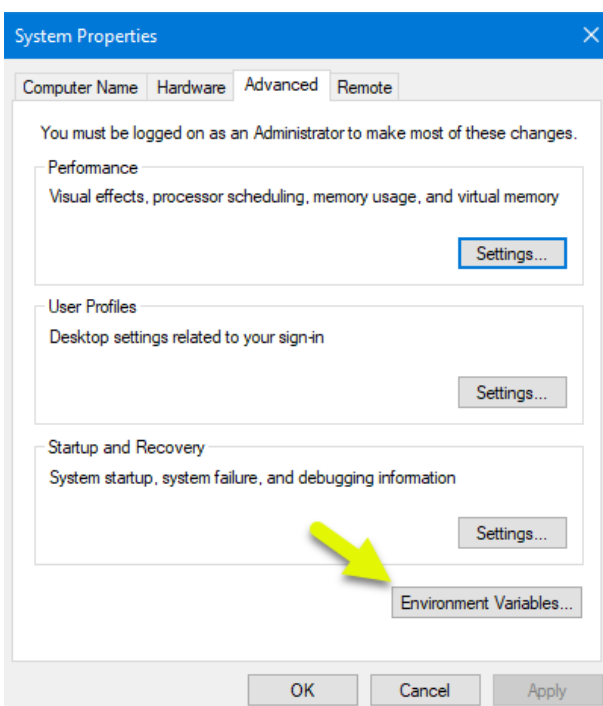 System Properties
Computer Name Hardware Advanced Remote
You must be logged on as an Administrator to make most of these changes.
Performance
Visual effects, processor scheduling, memory usage, and virtual memory
Settings...
User Profiles
Desktop settings related to your sign-in
Settings...
Startup and Recovery
System startup, system failure, and debugging information
Settings...
Environment Variables...
OK Cancel Apply